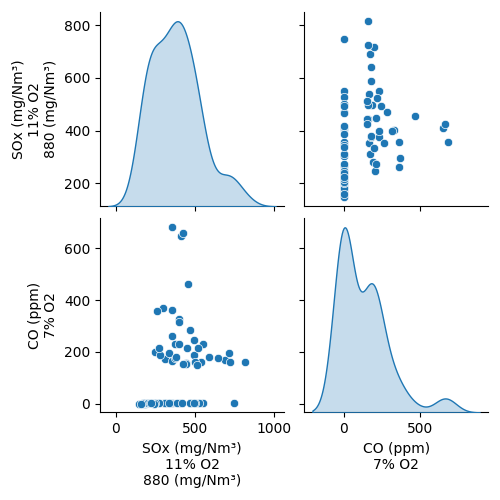 800
600
400
200
SOx (mg/Nm³)
11% O2
880 (mg/Nm³)
600
400
200
0
CO (ppm)
7% O2
0
500
1000
SOx (mg/Nm³)
11% O2
880 (mg/Nm³)
0
500
CO (ppm)
7% O2